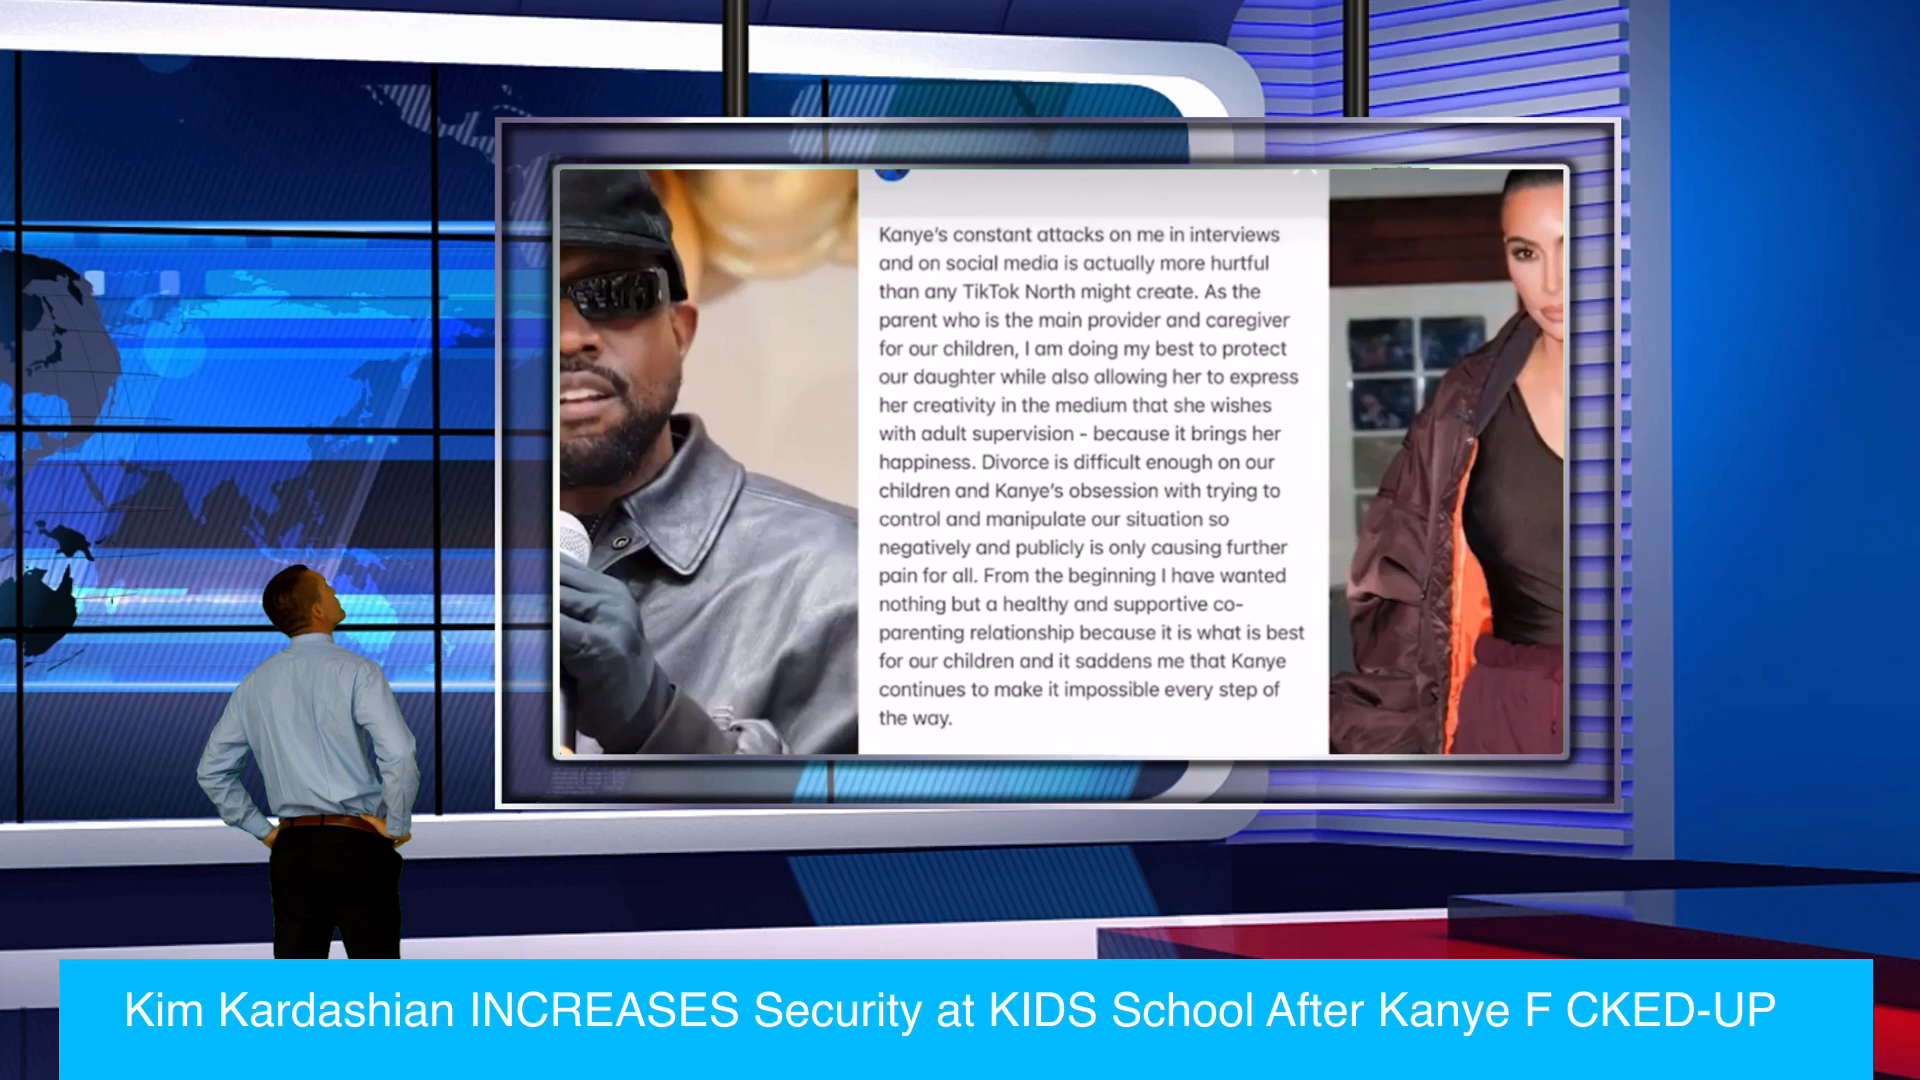 Kanye's constant attacks on me in interviews
and on social media is actually more hurtful
than any TikTok North might create. As the
parent who is the main provider and caregiver
for our children, I am doing my best to protect
our daughter while also allowing her to express
her creativity in the medium that she wishes
with adult supervision - because it brings her
happiness. Divorce is difficult enough on our
children and Kanye's obsession with trying to
control and manipulate our situation so
negatively and publicly is only causing further
pain for all. From the beginning I have wanted
nothing but a healthy and supportive co-
parenting relationship because it is what is best
for our children and it saddens me that Kanye
continues to make it impossible every step of
the way.
Kim Kardashian INCREASES Security at KIDS School After Kanye F CKED-UP